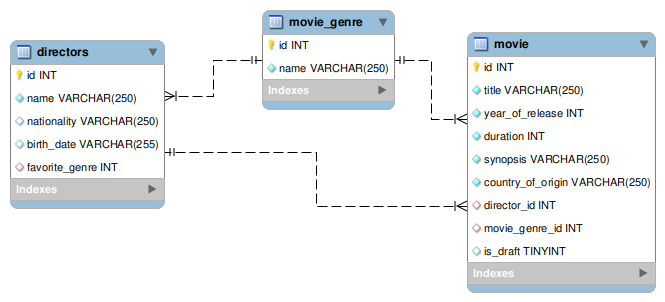 directors
id INT
name VARCHAR(250)
nationality VARCHAR(250)
birth_date VARCHAR(255)
favorite_genre INT
Indexes
movie_genre
id INT
name VARCHAR(250)
Indexes
movie
id INT
title VARCHAR(250)
year_of_release INT
duration INT
synopsis VARCHAR(250)
country_of_origin VARCHAR(250)
director_id INT
movie_genre_id INT
is_draft TINYINT
Indexes